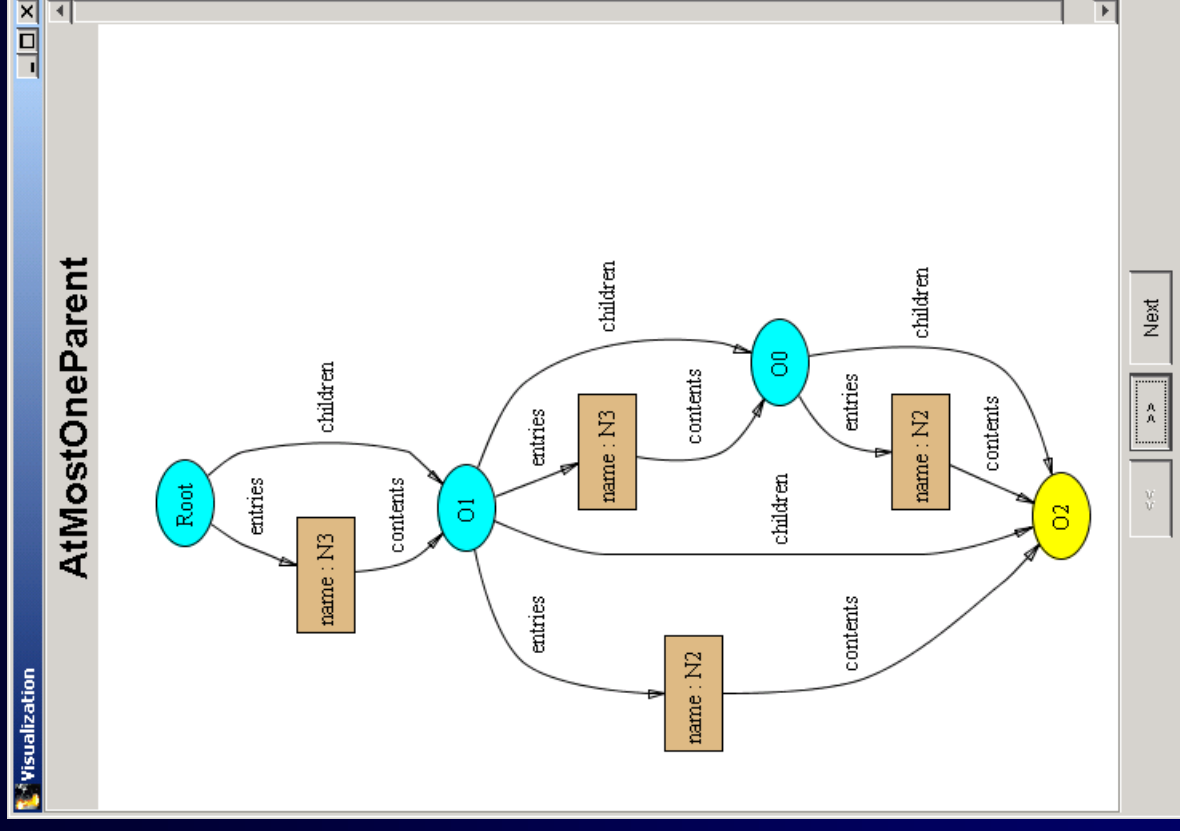 Visualization
AtMostOneParent
Root
entries
children
name : N3
contents
O1
entries
entries
children
children
name : N3
name : N2
contents
contents
O0
entries
children
name : N2
contents
O2
<<
>>
Next